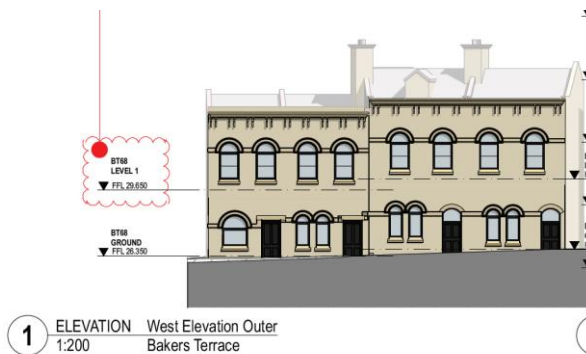 BT68
LEVEL 1
FFL 29.650
BT68
GROUND
FFL 26.350
1 ELEVATION West Elevation Outer
1:200 Bakers Terrace